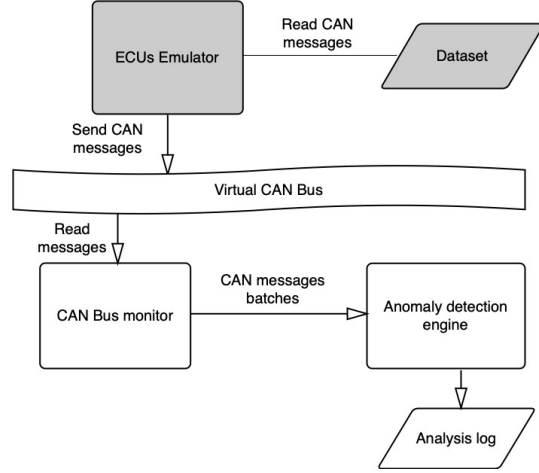 Read CAN
messages
ECUs Emulator
Dataset
Send CAN
messages
Virtual CAN Bus
Read
messages
CAN messages
batches
CAN Bus monitor
Anomaly detection
engine
Analysis log